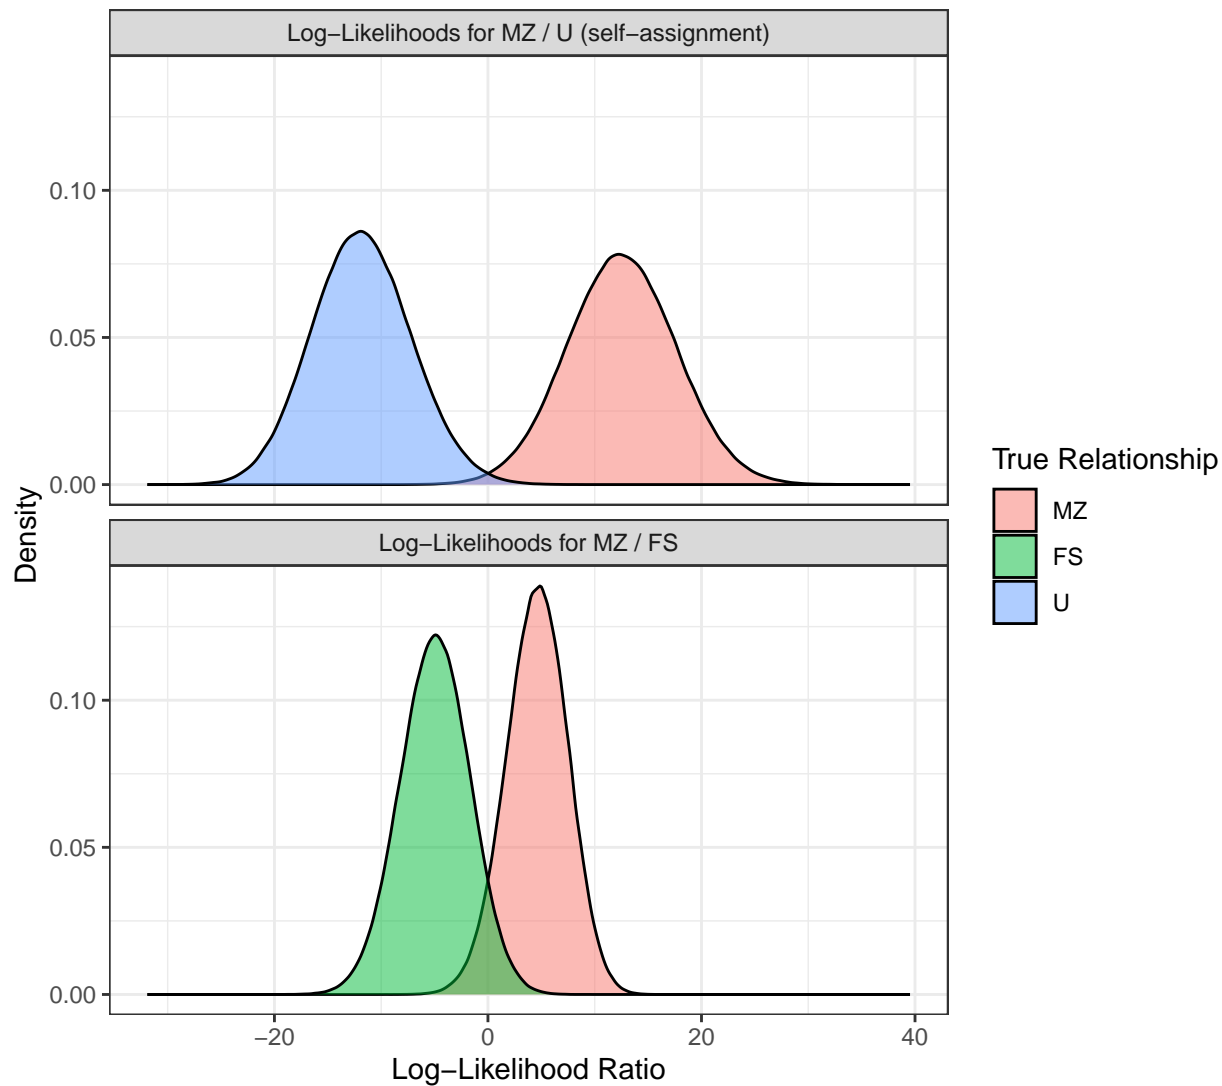 Log−Likelihoods for MZ / U (self−assignment)
0.10
0.05
0.00
Log−Likelihoods for MZ / FS
0.10
0.05
0.00
−20
0
20
40
Log−Likelihood Ratio
Density
True Relationship
MZ
FS
U